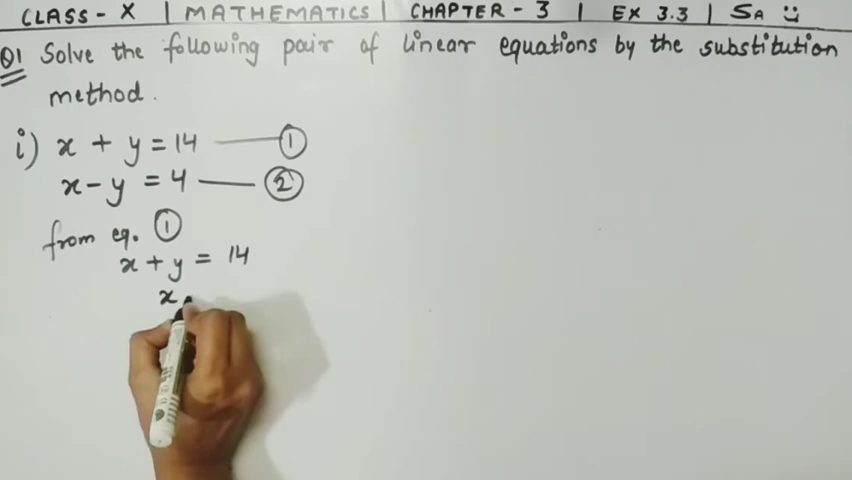 CLASS - X | MATHEMATICS | CHAPTER - 3 | EX 3.3 | SA
Q1 Solve the following pair of linear equations by the substitution
method.
i) x + y = 14 — ①
x - y = 4 — ②
from eq. ①
x + y = 14
x